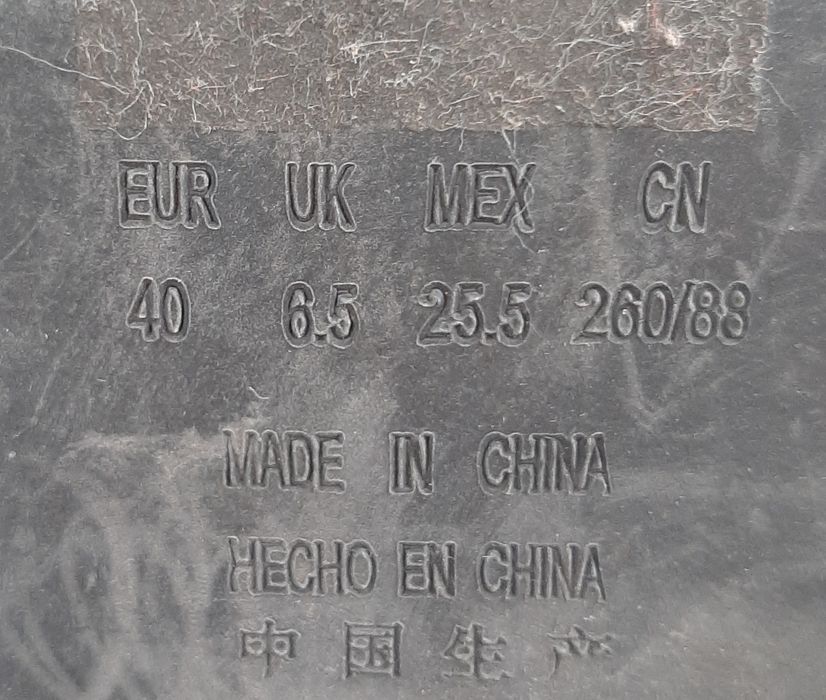 EUR UK MEX CN
40 6.5 25.5 260/88
MADE IN CHINA
HECHO EN CHINA
中国生产